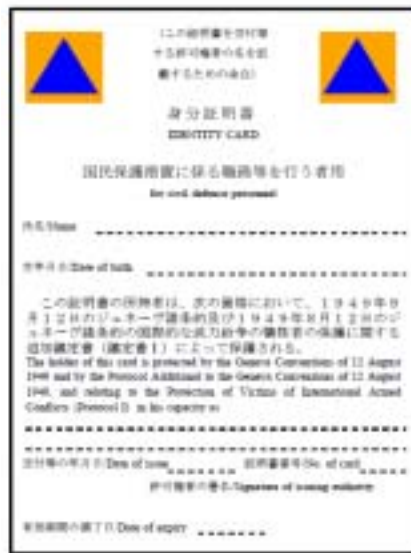 （この証明書を交付等
する許可権者の名を記
載するための余白）
身分証明書
IDENTITY CARD
国民保護措置に係る職務等を行う者用
for civil defence personnel
氏名/Name
生年月日/Date of birth
この証明書の所持者は、次の資格において、1949年8
月12日のジュネーヴ諸条約及び1949年8月12日のジ
ュネーヴ諸条約の国際的な武力紛争の犠牲者の保護に関する
追加議定書（議定書Ⅰ）によって保護される。
The holder of this card is protected by the Geneva Conventions of 12 August
1949 and by the Protocol Additional to the Geneva Conventions of 12 August
1949, and relating to the Protection of Victims of International Armed
Conflicts (Protocol I) in his capacity as
交付等の年月日/Date of issue 証明書番号/No. of card
許可権者の署名/Signature of issuing authority
有効期間の満了日/Date of expiry